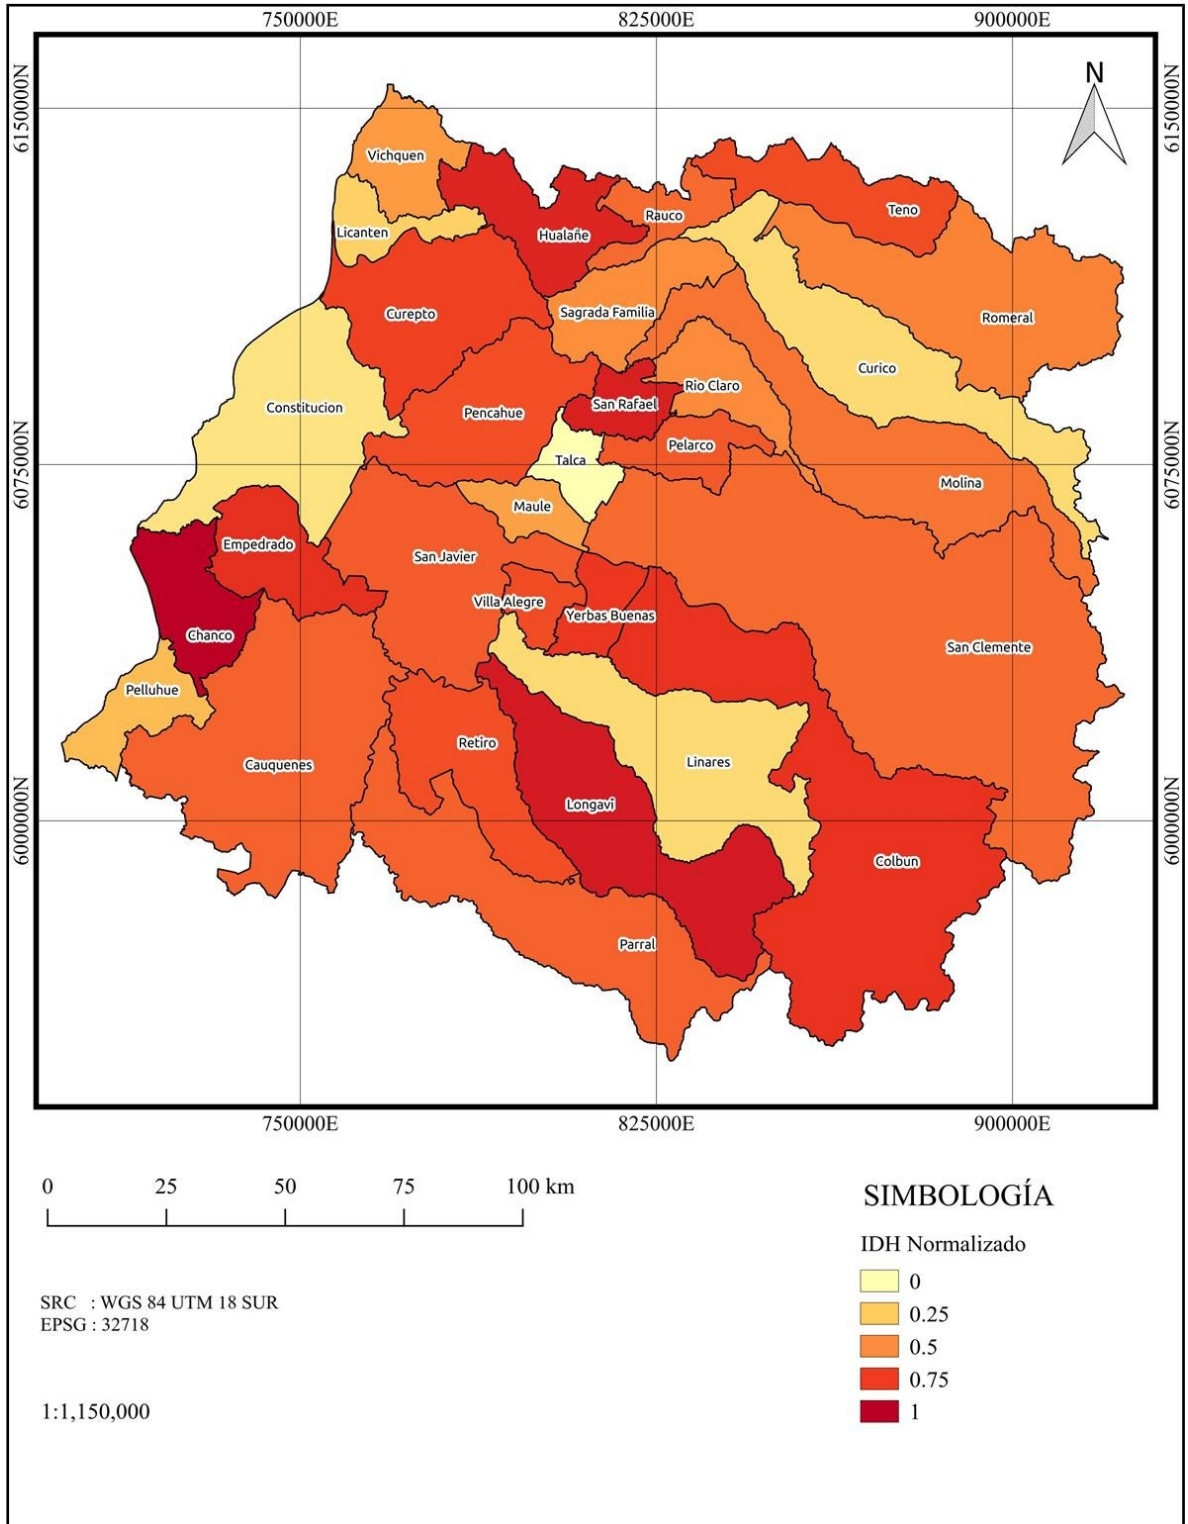 750000E 825000E 900000E
6150000N
6150000N
N
Vichquen
Teno
Rauco
Licanten
Hualañe
Curepto
Sagrada Familia
Romeral
Curico
Rio Claro
Constitucion
Pencahue
San Rafael
Pelarco
6075000N
6075000N
Talca
Molina
Maule
Empedrado
San Javier
Villa Alegre
Yerbas Buenas
Chanco
San Clemente
Pelluhue
Retiro
Linares
Cauquenes
Longavi
6000000N
6000000N
Colbun
Parral
750000E 825000E 900000E
0 25 50 75 100 km
SRC : WGS 84 UTM 18 SUR
EPSG : 32718
1:1,150,000
SIMBOLOGÍA
IDH Normalizado
0
0.25
0.5
0.75
1